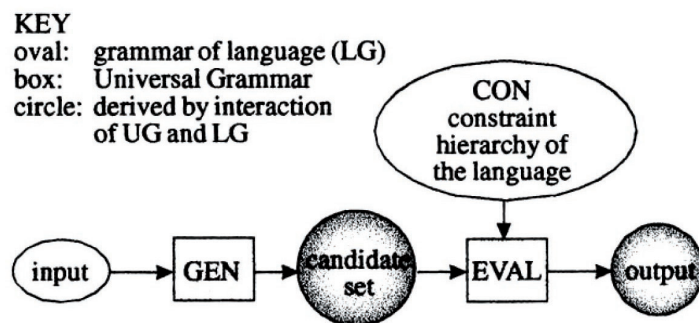 KEY
oval: grammar of language (LG)
box: Universal Grammar
circle: derived by interaction
of UG and LG
CON
constraint
hierarchy of
the language
input
GEN
candidate
set
EVAL
output